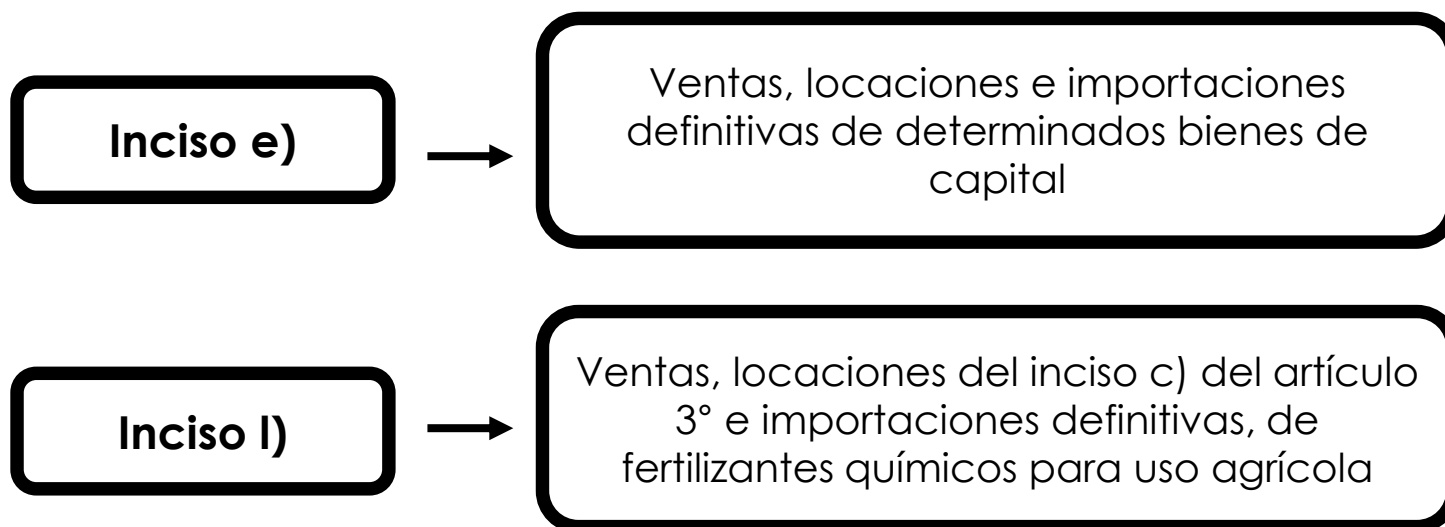 Inciso e)
Ventas, locaciones e importaciones
definitivas de determinados bienes de
capital
Inciso l)
Ventas, locaciones del inciso c) del artículo
3° e importaciones definitivas, de
fertilizantes químicos para uso agrícola